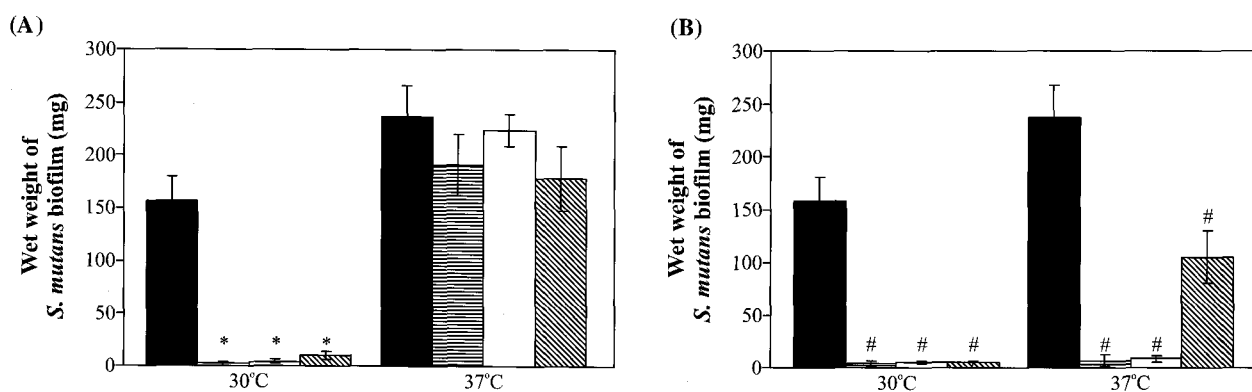 (A)
300
250
200
150
100
50
0
Wet weight of
S. mutans biofilm (mg)
* * *
30°C 37°C
(B)
300
250
200
150
100
50
0
Wet weight of
S. mutans biofilm (mg)
# # # # # #
30°C 37°C